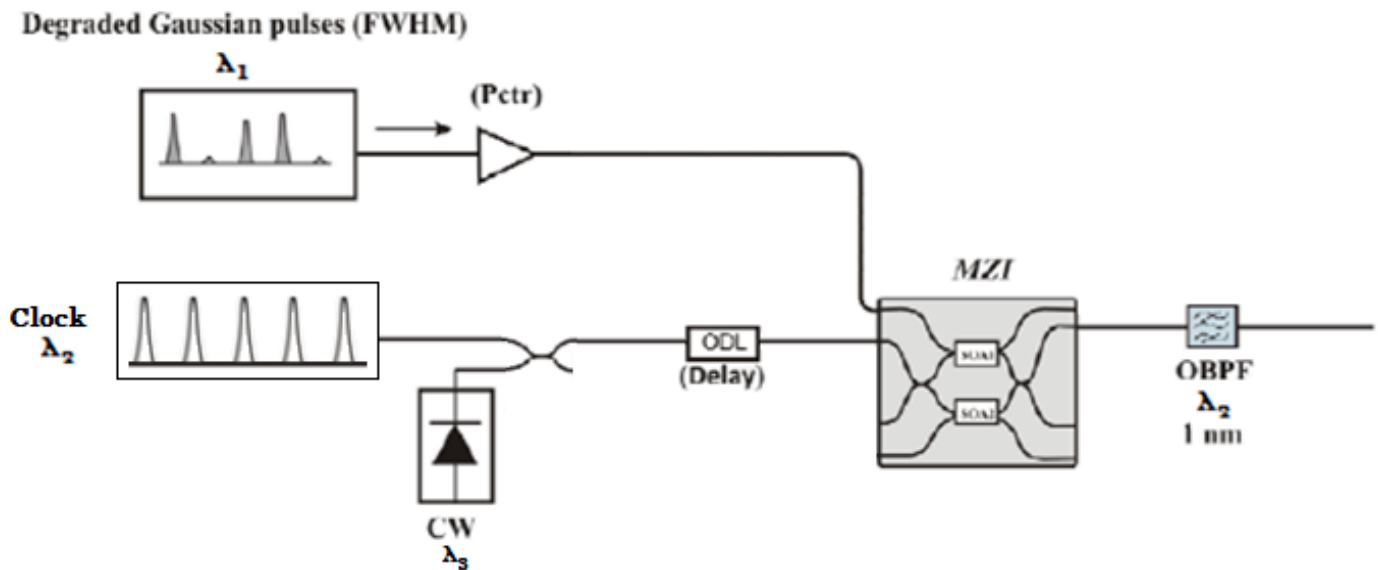 Degraded Gaussian pulses (FWHM)
λ₁
(Pctr)
Clock
λ₂
ODL
(Delay)
CW
λ₃
MZI
SOA1
SOA2
OBPF
λ₂
1 nm